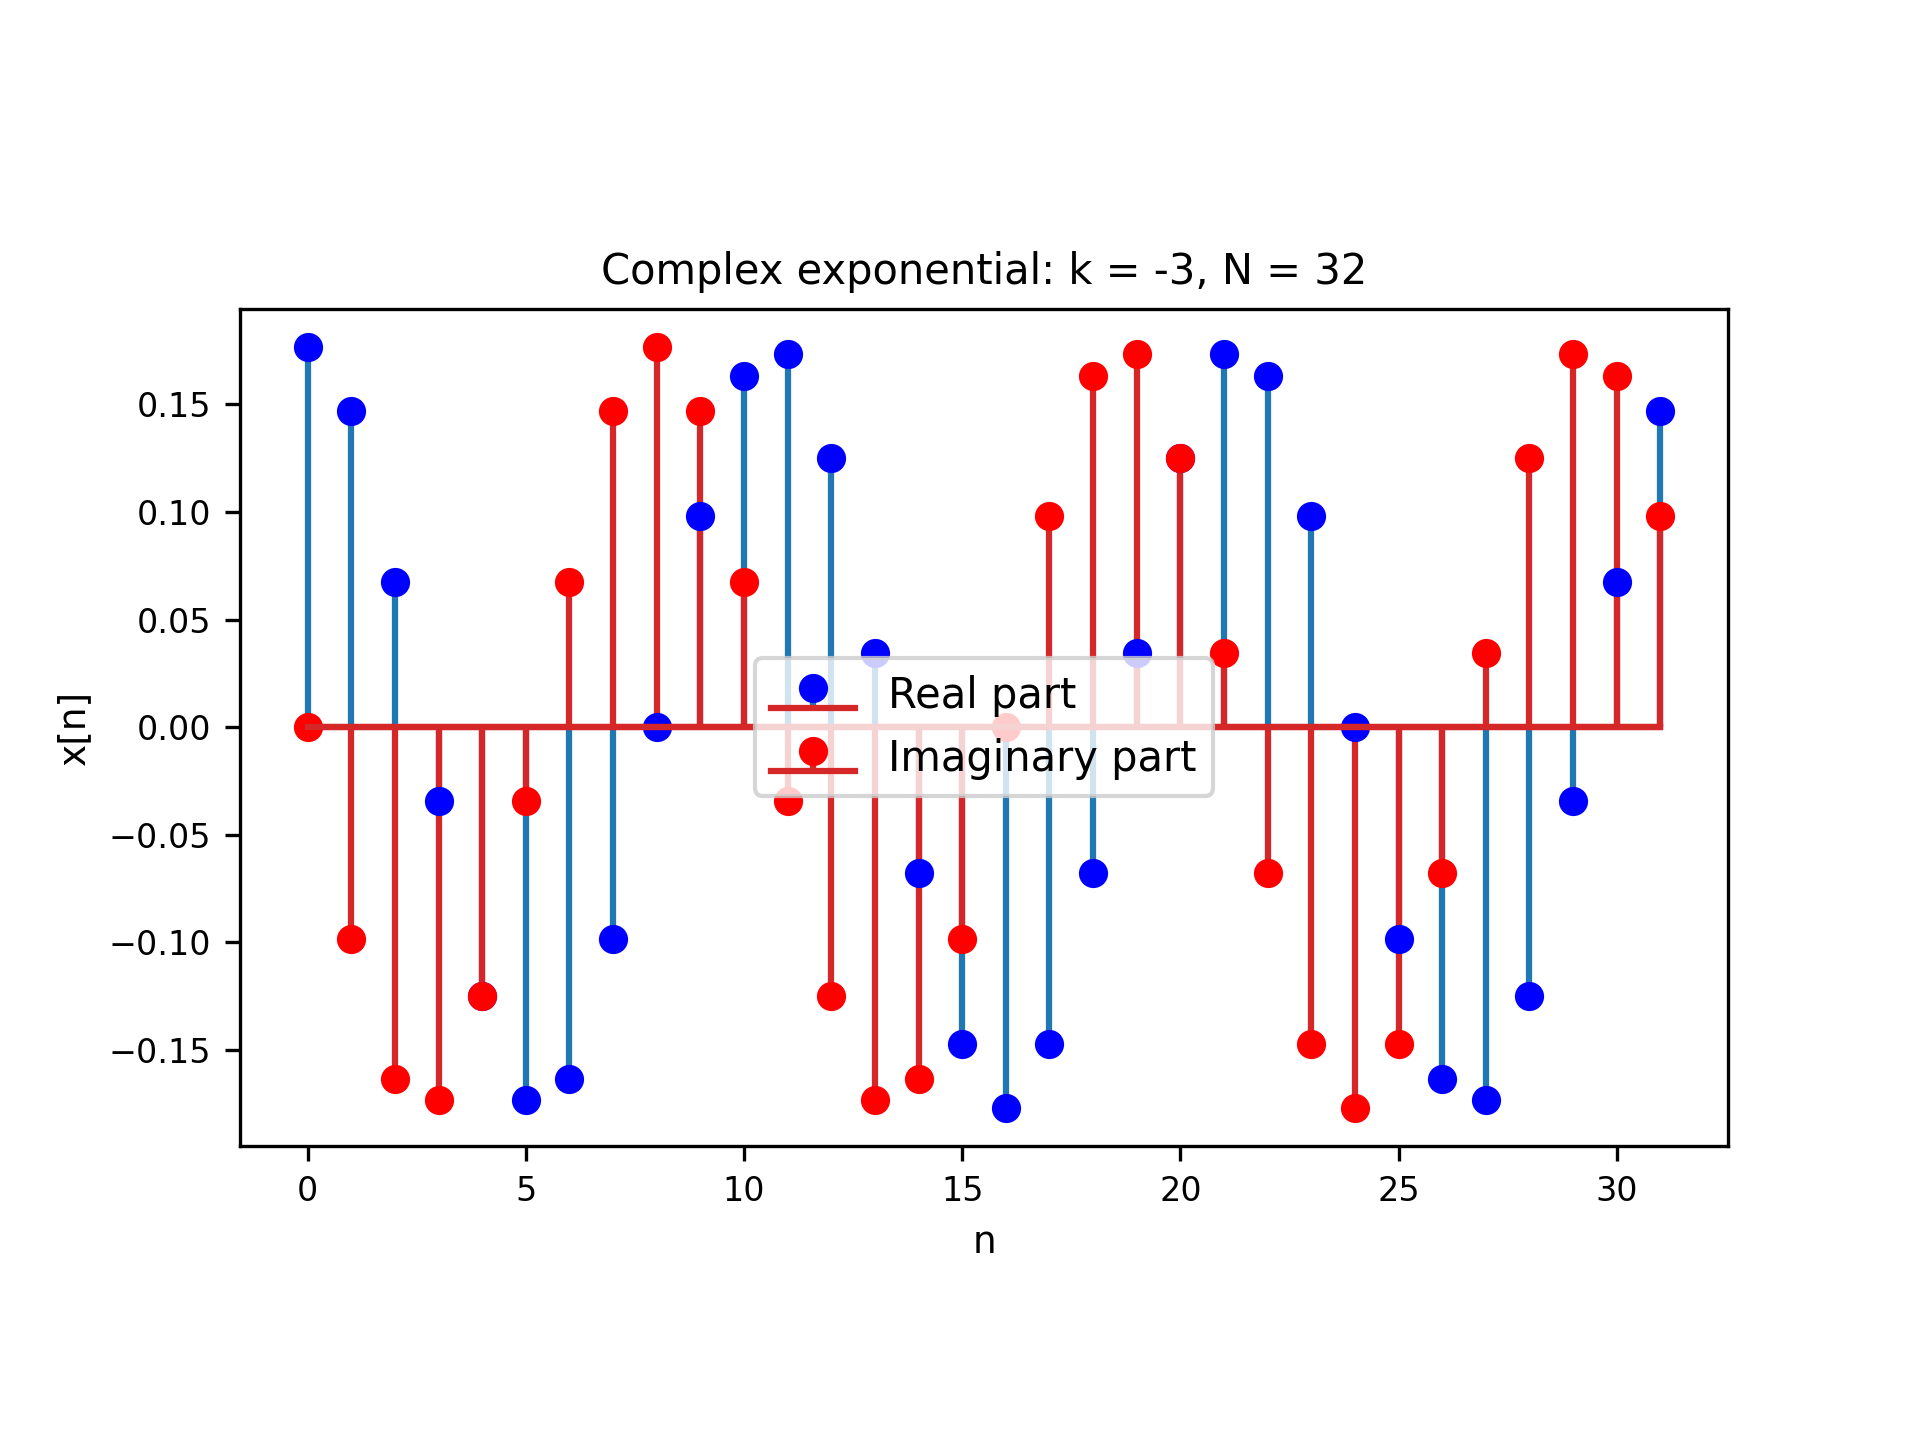 Complex exponential: k = -3, N = 32
x[n]
0.15
0.10
0.05
0.00
−0.05
−0.10
−0.15
Real part
Imaginary part
0 5 10 15 20 25 30
n